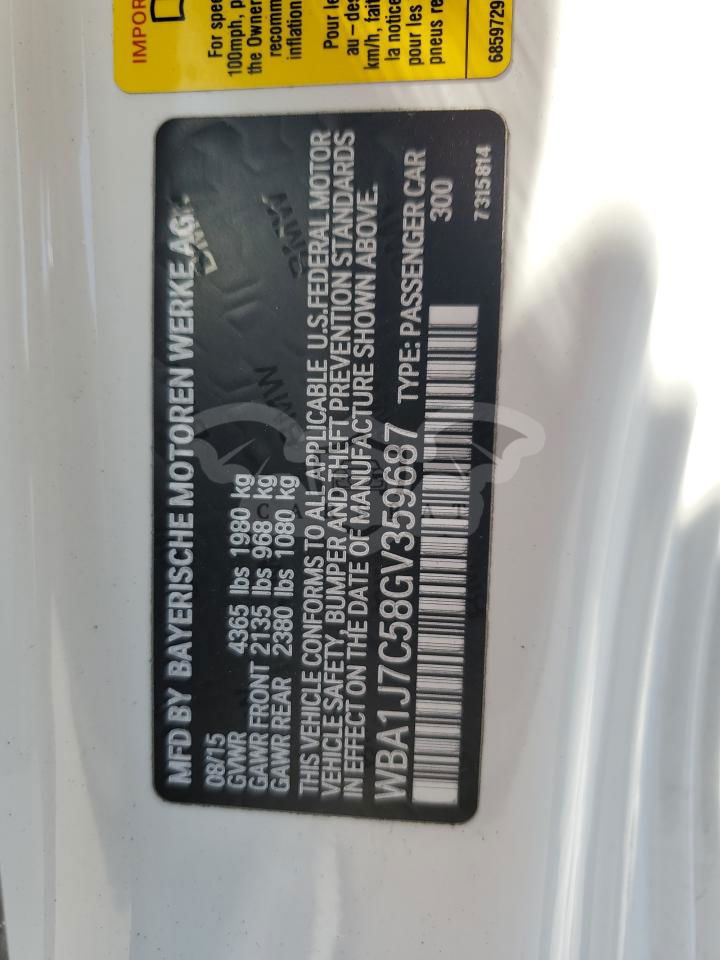 IMPOR
For spe
100mph, p
the Owner
recomm
inflation
Pour le
au – des
km/h, fait
la notice
pour les
pneus re
6859729
MFD BY BAYERISCHE MOTOREN WERKE AG
08/15
GVWR 4365 lbs 1980 kg
GAWR FRONT 2135 lbs 968 kg
GAWR REAR 2380 lbs 1080 kg
THIS VEHICLE CONFORMS TO ALL APPLICABLE U.S. FEDERAL MOTOR
VEHICLE SAFETY, BUMPER AND THEFT PREVENTION STANDARDS
IN EFFECT ON THE DATE OF MANUFACTURE SHOWN ABOVE.
WBA1J7C58GV359687 TYPE: PASSENGER CAR
300
7315814